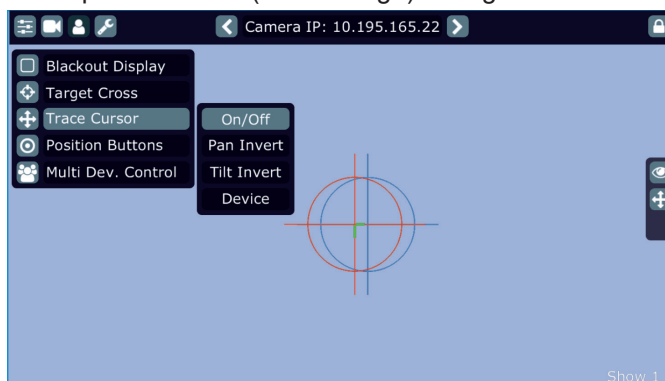 Camera IP: 10.195.165.22
Blackout Display
Target Cross
Trace Cursor
On/Off
Position Buttons
Pan Invert
Multi Dev. Control
Tilt Invert
Device
Show 1